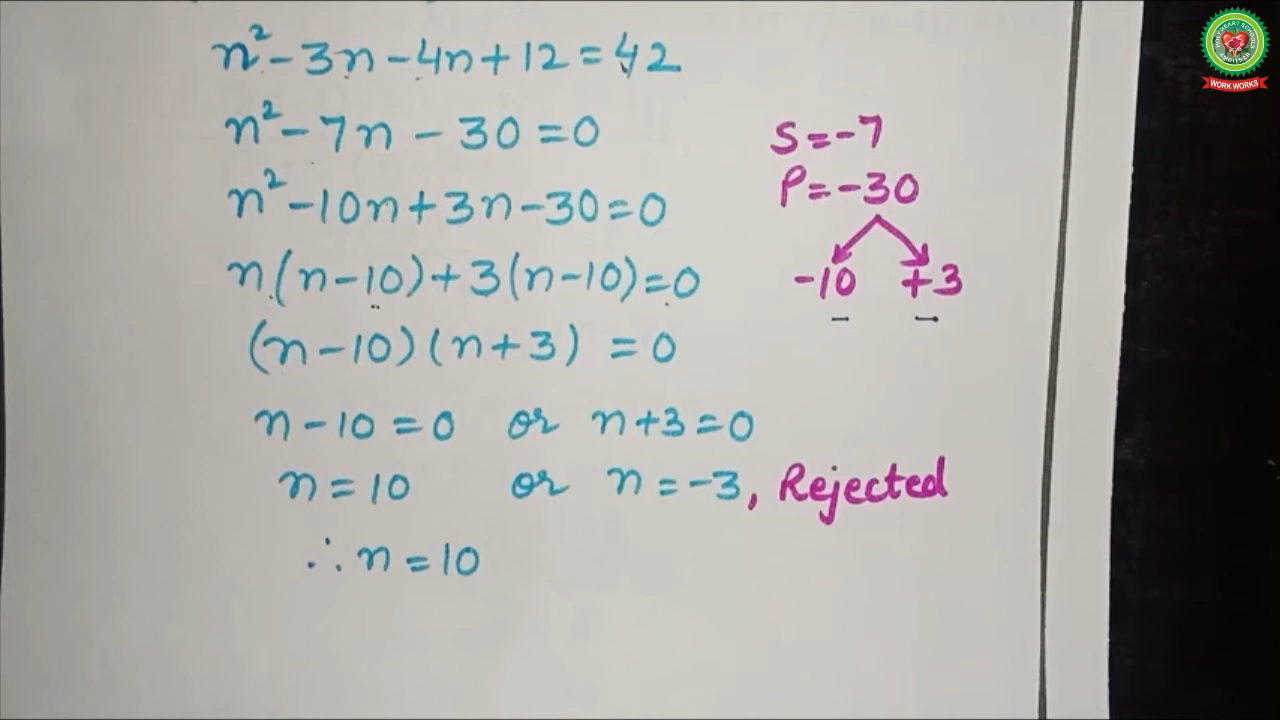 n² - 3n - 4n + 12 = 42
n² - 7n - 30 = 0
n² - 10n + 3n - 30 = 0
n(n - 10) + 3(n - 10) = 0
(n - 10)(n + 3) = 0
n - 10 = 0 or n + 3 = 0
n = 10 or n = -3, Rejected
∴ n = 10
S = -7
P = -30
-10 +3
WORK WORKS